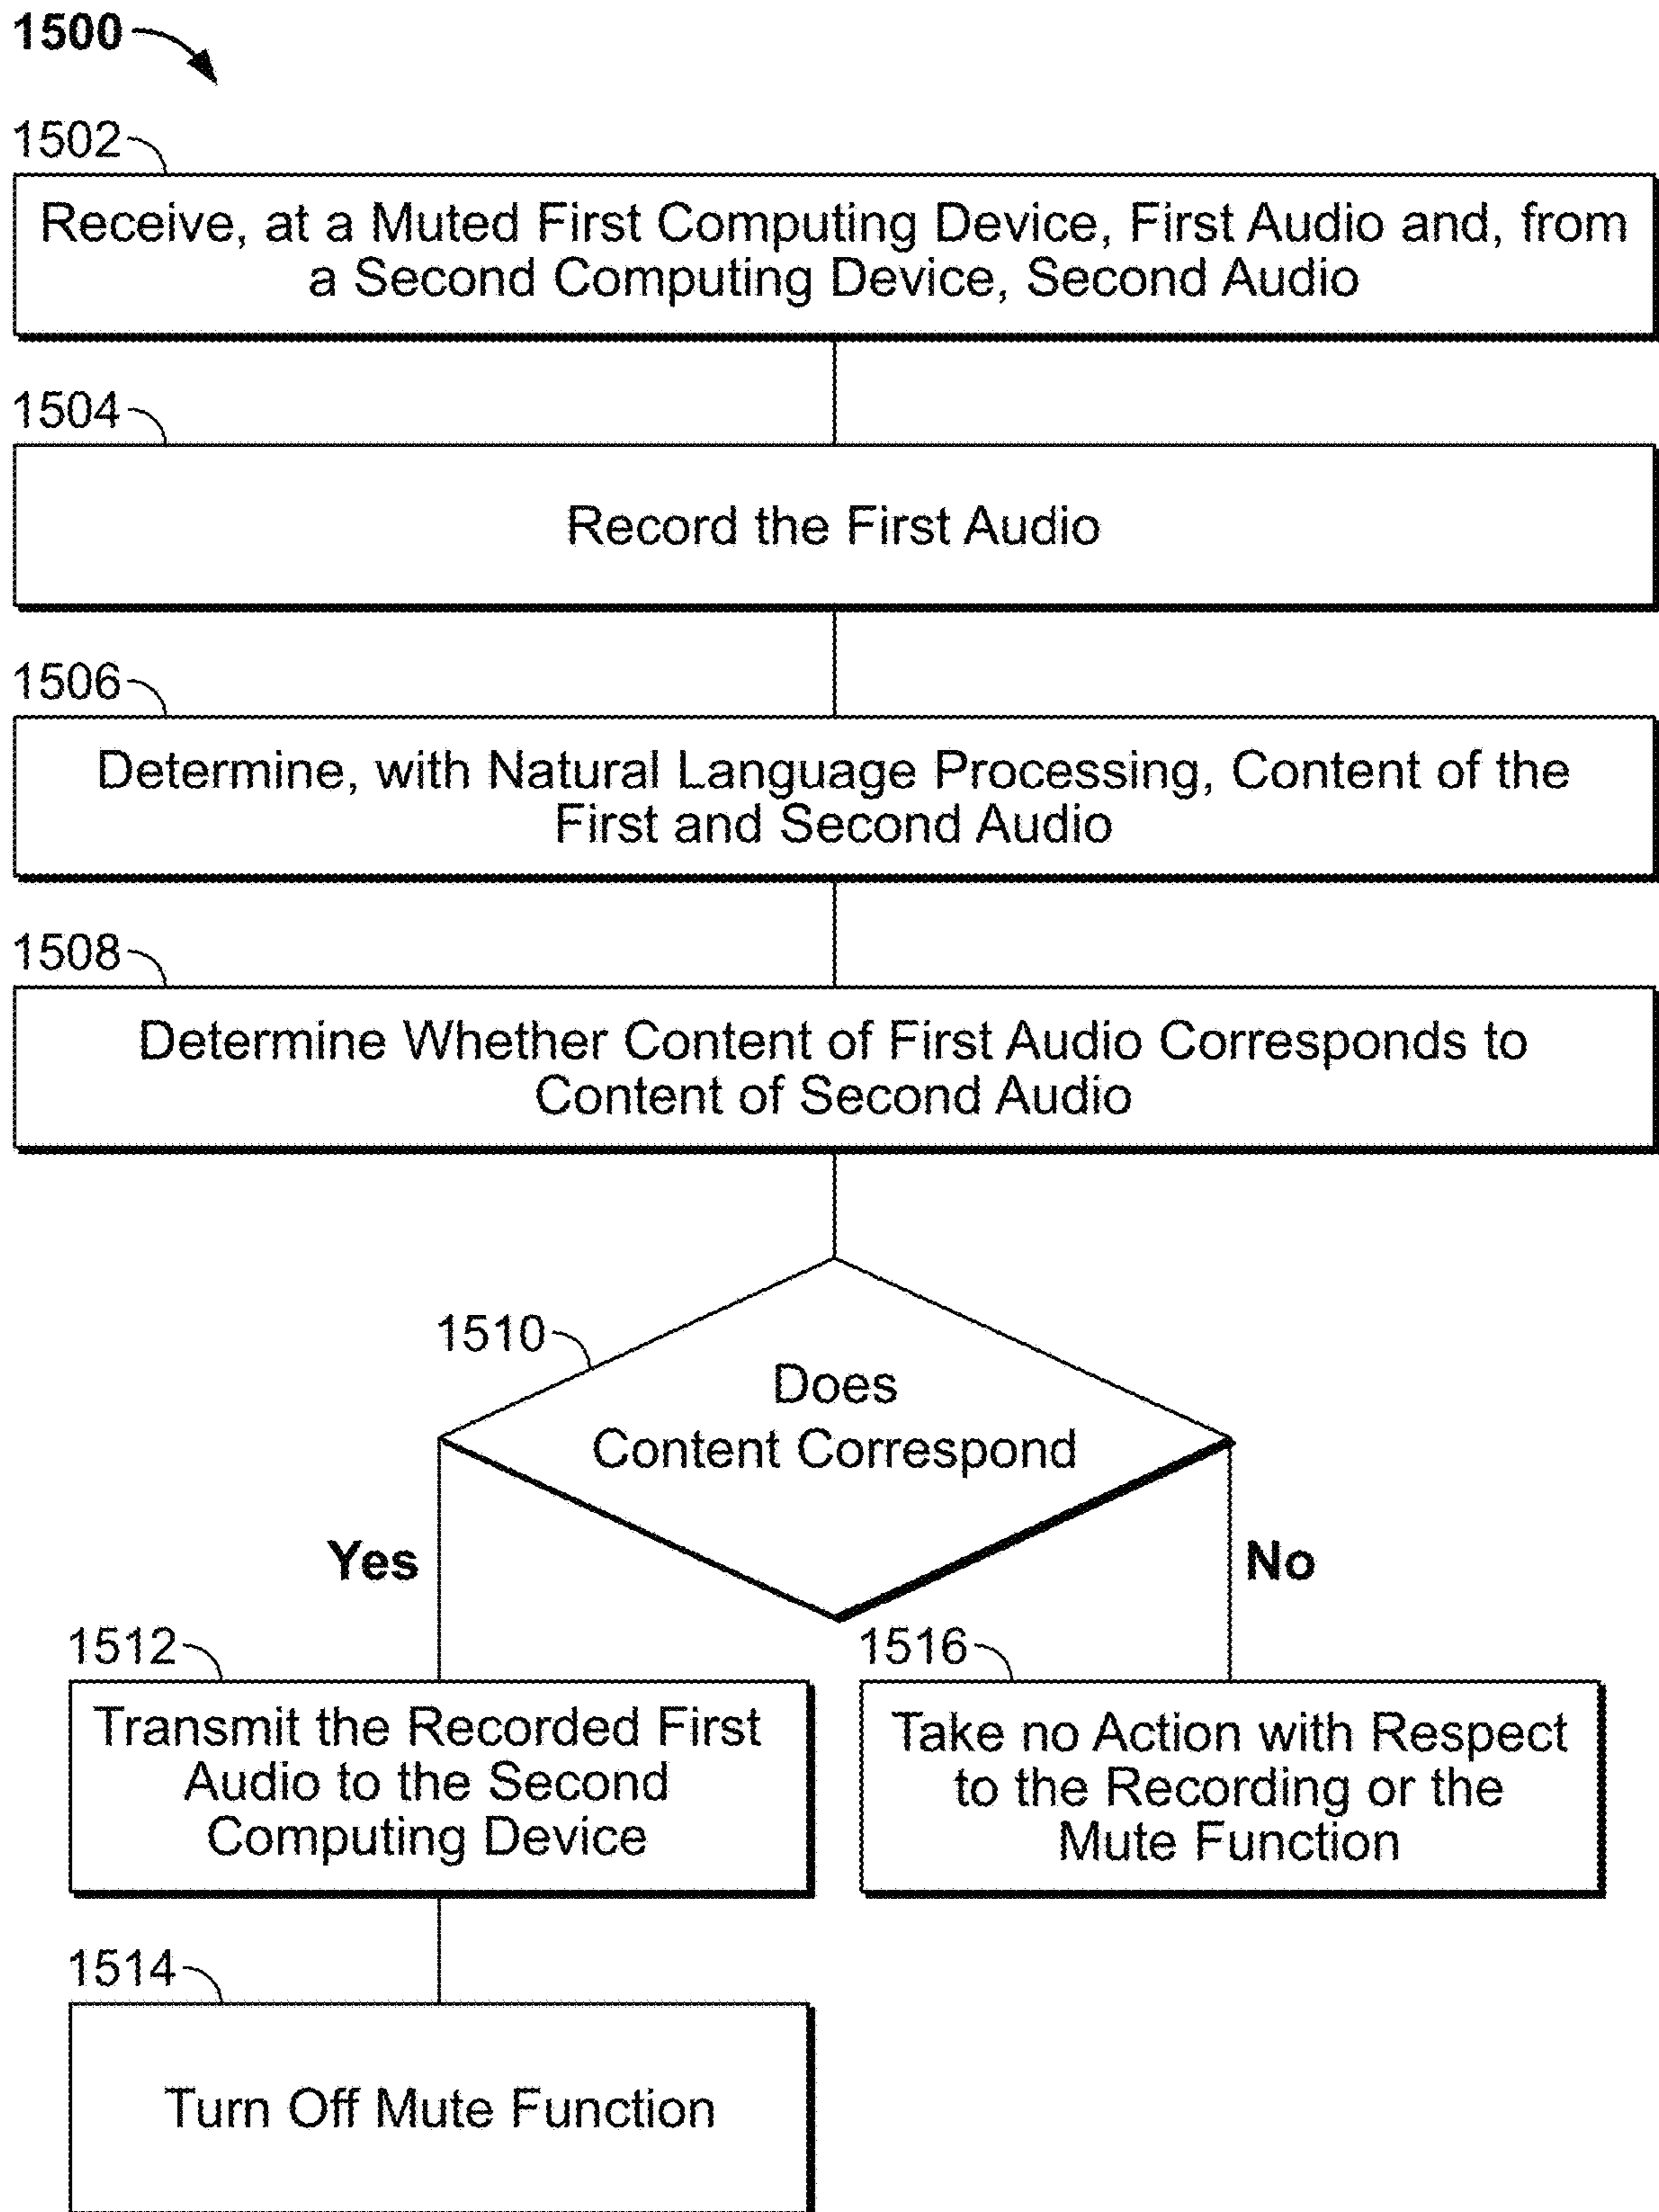 1500
1502
Receive, at a Muted First Computing Device, First Audio and, from
a Second Computing Device, Second Audio
1504
Record the First Audio
1506
Determine, with Natural Language Processing, Content of the
First and Second Audio
1508
Determine Whether Content of First Audio Corresponds to
Content of Second Audio
1510
Does
Content Correspond
Yes
No
1512
Transmit the Recorded First
Audio to the Second
Computing Device
1516
Take no Action with Respect
to the Recording or the
Mute Function
1514
Turn Off Mute Function